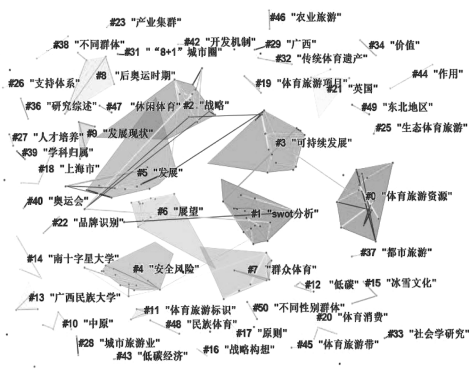 #23 "产业集群"
#46 "农业旅游"
#38 "不同群体"
#42 "开发机制"
#29 "广西"
#34 "价值"
#31 "“8+1”城市圈"
#32 "传统体育遗产"
#8 "后奥运时期"
#44 "作用"
#26 "支持体系"
#19 "体育旅游项目"
#21 "英国"
#36 "研究综述"
#47 "休闲体育"
#2 "战略"
#49 "东北地区"
#25 "生态体育旅游"
#27 "人才培养"
#9 "发展现状"
#3 "可持续发展"
#39 "学科归属"
#18 "上海市"
#5 "发展"
#0 "体育旅游资源"
#40 "奥运会"
#6 "展望"
#1 "swot分析"
#22 "品牌识别"
#37 "都市旅游"
#14 "南十字星大学"
#4 "安全风险"
#7 "群众体育"
#12 "低碳"
#15 "冰雪文化"
#13 "广西民族大学"
#11 "体育旅游标识"
#50 "不同性别群体"
#10 "中原"
#48 "民族体育"
#20 "体育消费"
#17 "原则"
#33 "社会学研究"
#28 "城市旅游业"
#16 "战略构想"
#45 "体育旅游带"
#43 "低碳经济"